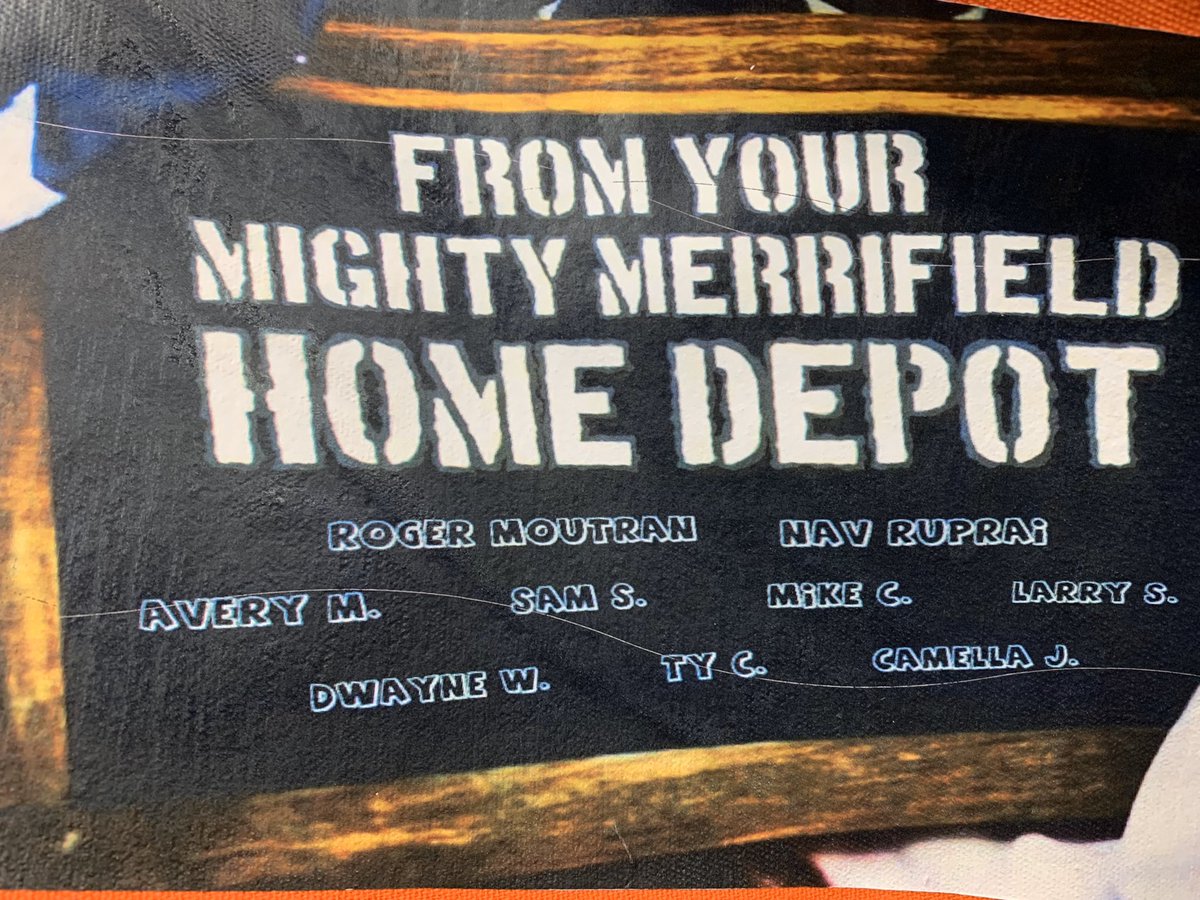 FROM YOUR
MIGHTY MERRIFIELD
HOME DEPOT
ROGER MOUTRAN NAV RUPRAi
AVERY M. SAM S. MiKE C. LARRY S.
DWAYNE W. TY C. CAMELLA J.